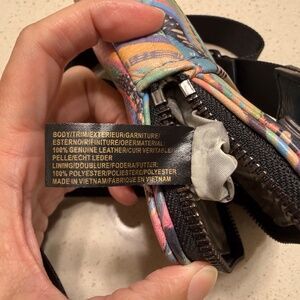 BODY/TRIM/EXTERIEUR/GARNITURE/
ESTERNO/RIFINITURE/OBERMATERIAL:
100% GENUINE LEATHER/CUIR VERITABLE/
PELLE/ECHT LEDER
LINING/DOUBLURE/FODERA/FUTTER:
100% POLYESTER/POLIESTERE/POLYESTER
MADE IN VIETNAM/FABRIQUE EN VIETNAM